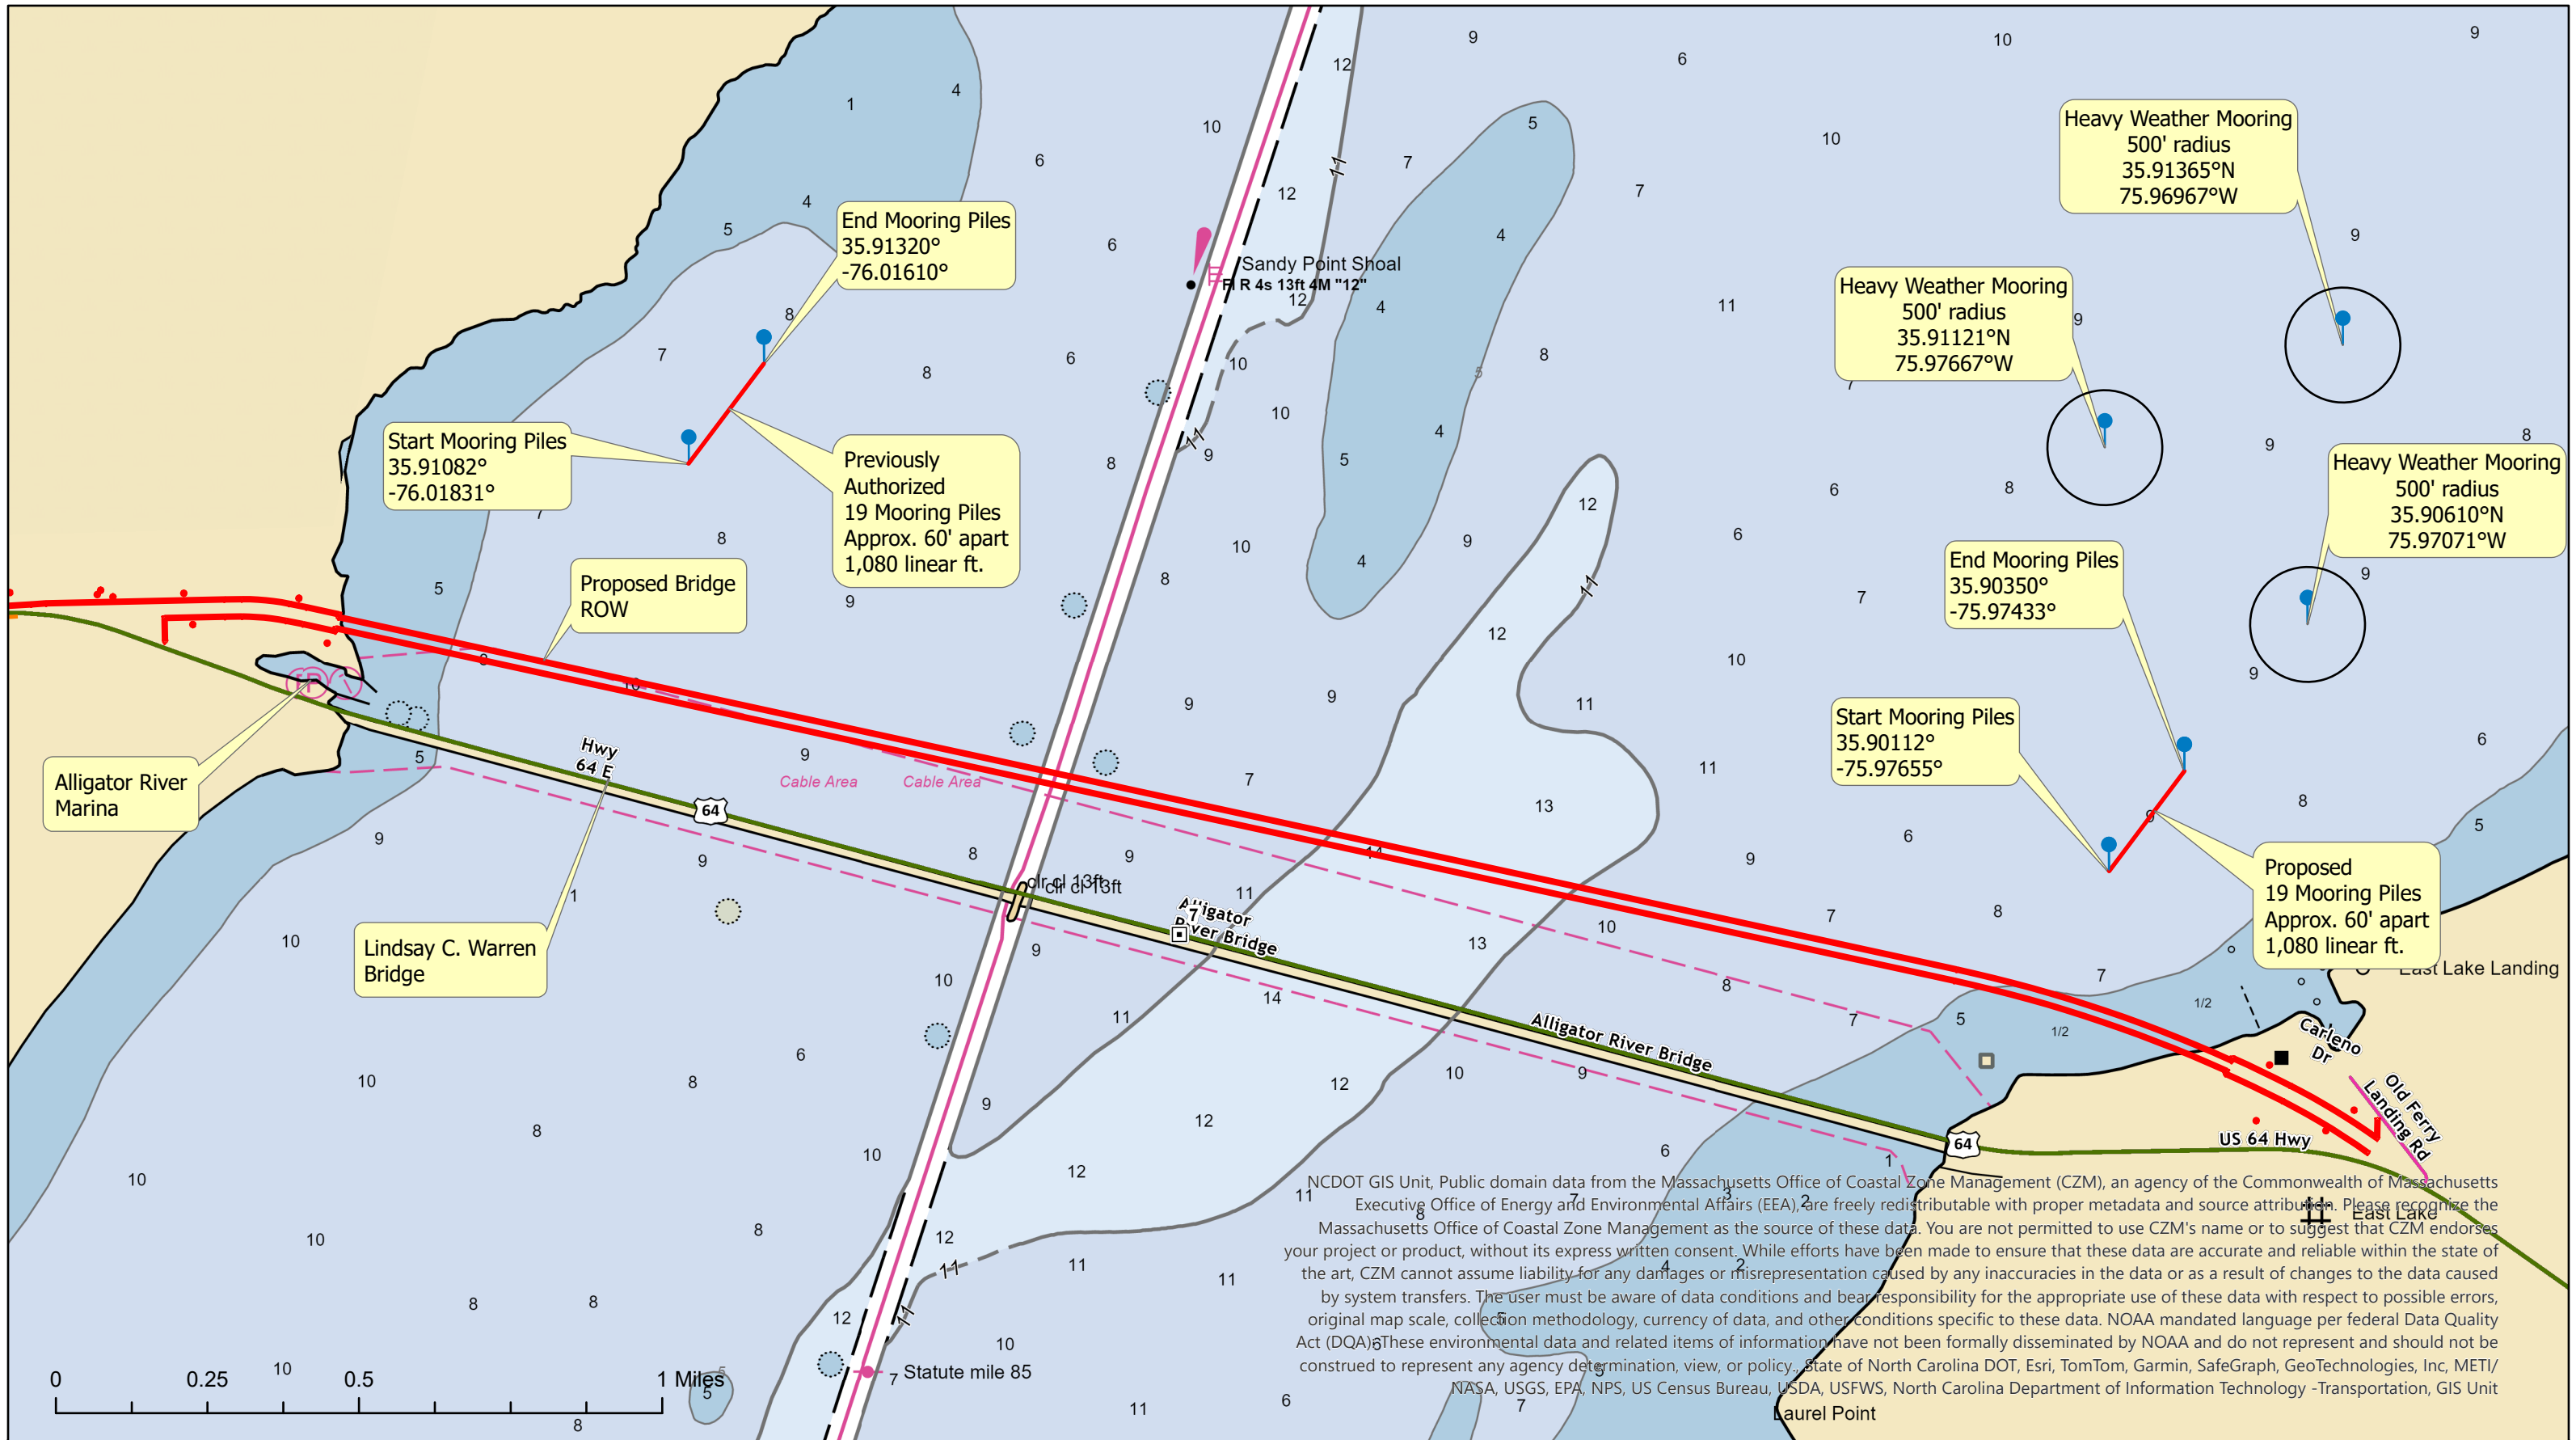 Heavy Weather Mooring
500' radius
35.91365°N
75.96967°W
End Mooring Piles
35.91320°
-76.01610°
Sandy Point Shoal
Fl R 4s 13ft 4M "12"
Heavy Weather Mooring
500' radius
35.91121°N
75.97667°W
Start Mooring Piles
35.91082°
-76.01831°
Previously
Authorized
19 Mooring Piles
Approx. 60' apart
1,080 linear ft.
Heavy Weather Mooring
500' radius
35.90610°N
75.97071°W
End Mooring Piles
35.90350°
-75.97433°
Proposed Bridge
ROW
Start Mooring Piles
35.90112°
-75.97655°
Alligator River
Marina
Hwy
64 E
64
Cable Area
Cable Area
clr cl 13ft
clr cl 13ft
Alligator
River Bridge
Lindsay C. Warren
Bridge
Proposed
19 Mooring Piles
Approx. 60' apart
1,080 linear ft.
East Lake Landing
Alligator River Bridge
Carleno
Dr
Old Ferry
Landing Rd
64
US 64 Hwy
East Lake
NCDOT GIS Unit, Public domain data from the Massachusetts Office of Coastal Zone Management (CZM), an agency of the Commonwealth of Massachusetts
Executive Office of Energy and Environmental Affairs (EEA), are freely redistributable with proper metadata and source attribution. Please recognize the
Massachusetts Office of Coastal Zone Management as the source of these data. You are not permitted to use CZM's name or to suggest that CZM endorses
your project or product, without its express written consent. While efforts have been made to ensure that these data are accurate and reliable within the state of
the art, CZM cannot assume liability for any damages or misrepresentation caused by any inaccuracies in the data or as a result of changes to the data caused
by system transfers. The user must be aware of data conditions and bear responsibility for the appropriate use of these data with respect to possible errors,
original map scale, collection methodology, currency of data, and other conditions specific to these data. NOAA mandated language per federal Data Quality
Act (DQA): These environmental data and related items of information have not been formally disseminated by NOAA and do not represent and should not be
construed to represent any agency determination, view, or policy., State of North Carolina DOT, Esri, TomTom, Garmin, SafeGraph, GeoTechnologies, Inc, METI/
NASA, USGS, EPA, NPS, US Census Bureau, USDA, USFWS, North Carolina Department of Information Technology -Transportation, GIS Unit
Statute mile 85
0 0.25 0.5 1 Miles
Laurel Point